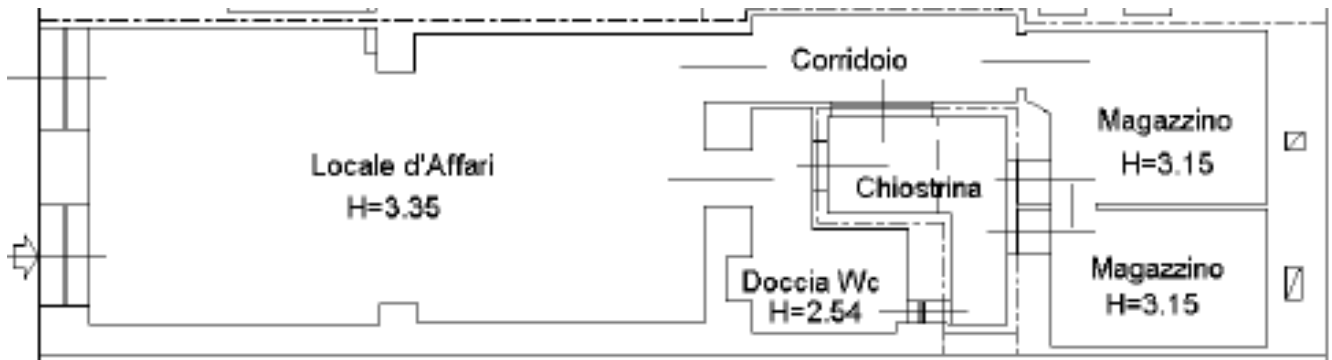 Corridoio
Magazzino
H=3.15
Locale d'Affari
H=3.35
Chiostrina
Doccia Wc
H=2.54
Magazzino
H=3.15